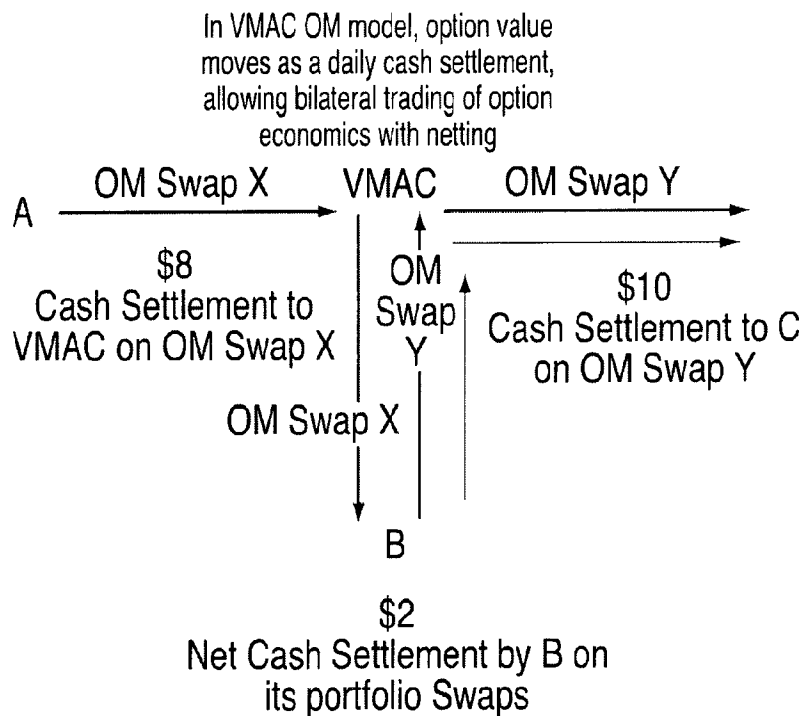 In VMAC OM model, option value
moves as a daily cash settlement,
allowing bilateral trading of option
economics with netting
OM Swap X VMAC OM Swap Y
A
$8
Cash Settlement to
VMAC on OM Swap X
OM
Swap
Y
$10
Cash Settlement to C
on OM Swap Y
OM Swap X
B
$2
Net Cash Settlement by B on
its portfolio Swaps